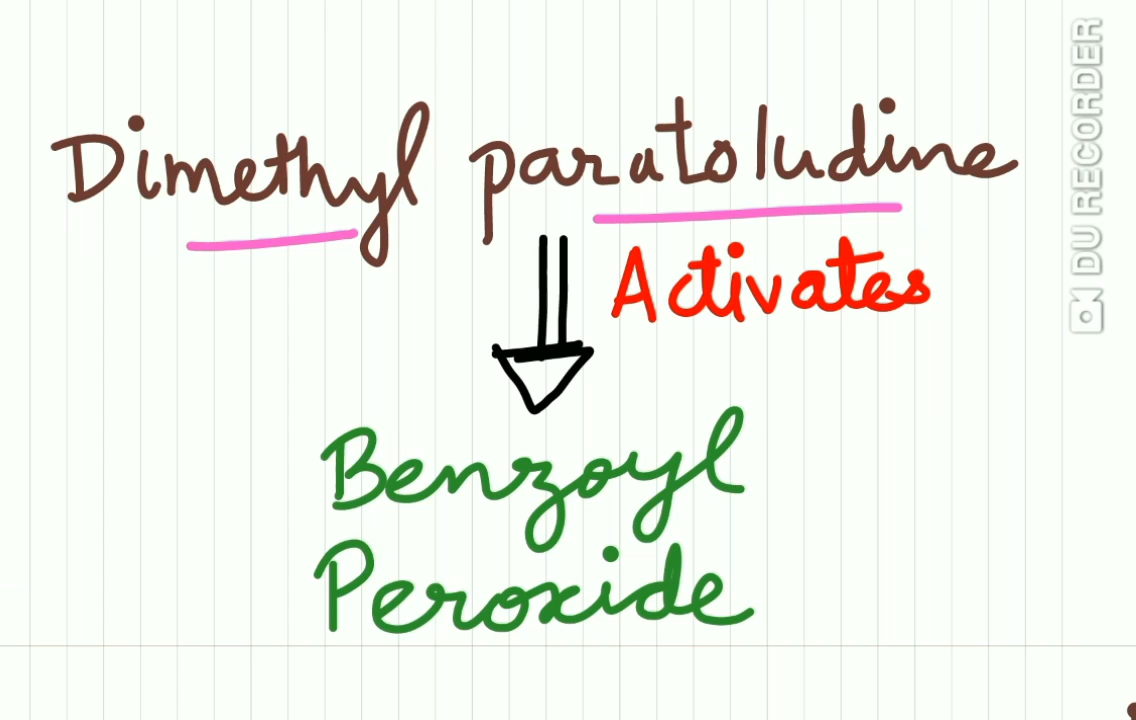 Dimethyl paratoludine
Activates
Benzoyl
Peroxide
DU RECORDER